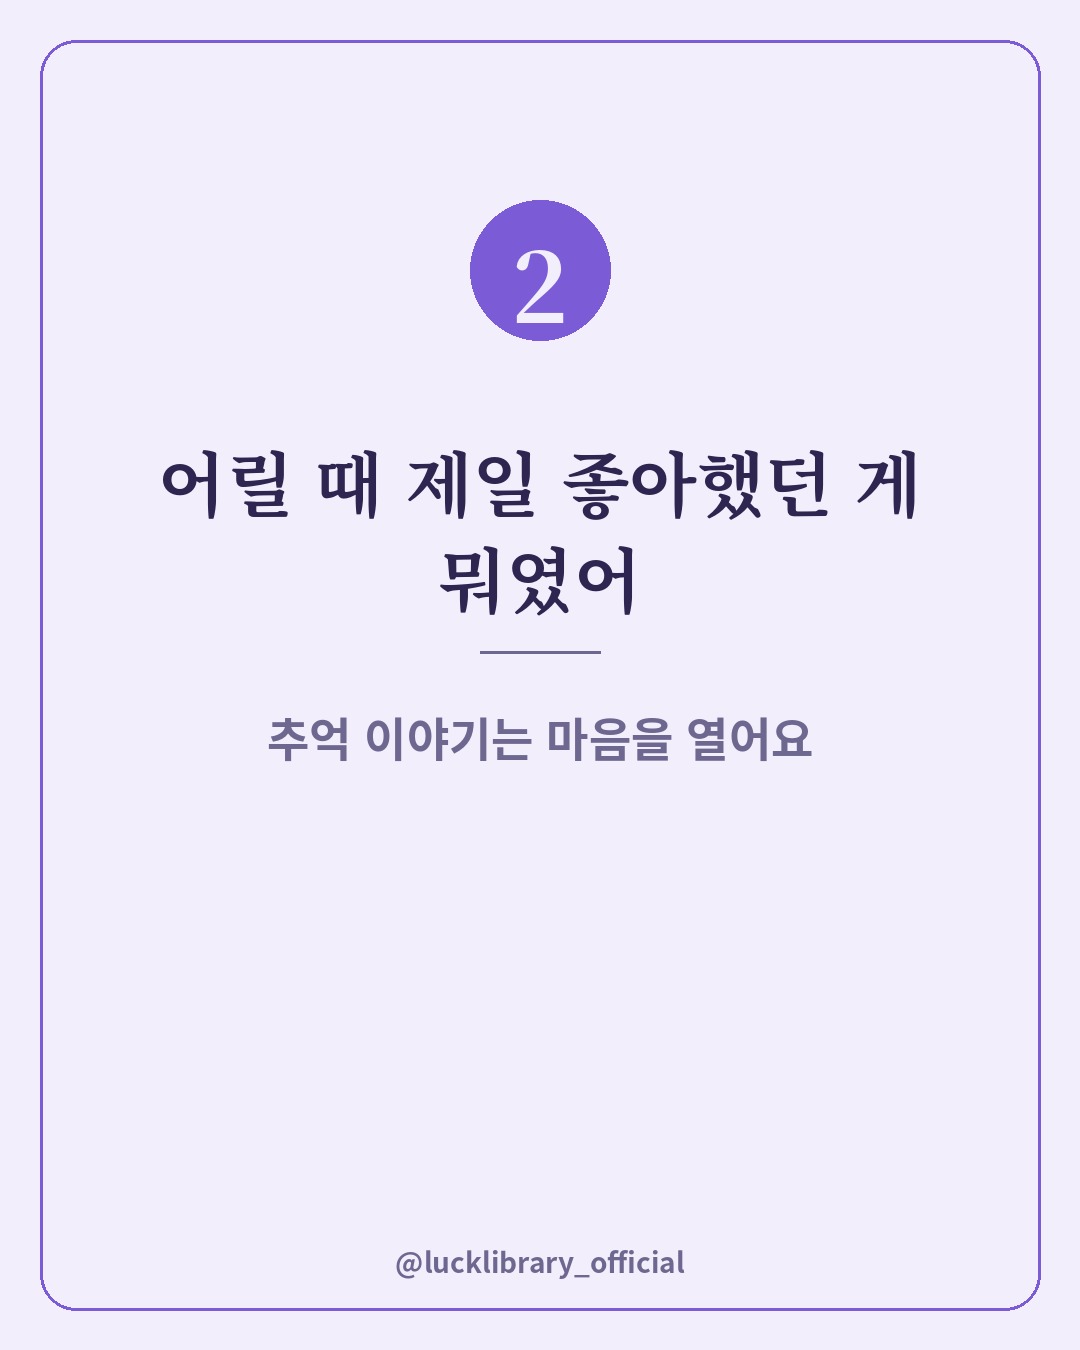 2
어릴 때 제일 좋아했던 게
뭐였어
추억 이야기는 마음을 열어요
@lucklibrary_official